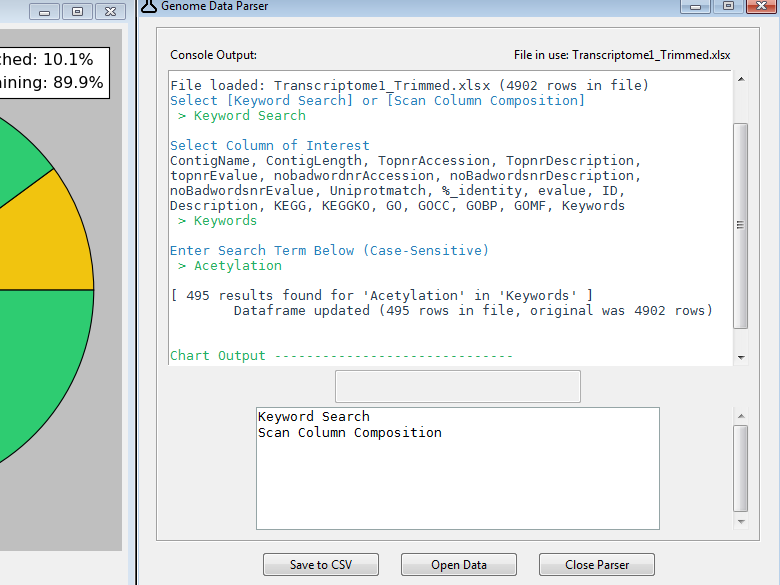 ched: 10.1%
ining: 89.9%
Genome Data Parser
Console Output:
File in use: Transcriptome1_Trimmed.xlsx
File loaded: Transcriptome1_Trimmed.xlsx (4902 rows in file)
Select [Keyword Search] or [Scan Column Composition]
> Keyword Search
Select Column of Interest
ContigName, ContigLength, TopnrAccession, TopnrDescription,
topnrEvalue, nobadwordnrAccession, noBadwordsnrDescription,
noBadwordsnrEvalue, Uniprotmatch, %_identity, evalue, ID,
Description, KEGG, KEGGKO, GO, GOCC, GOBP, GOMF, Keywords
> Keywords
Enter Search Term Below (Case-Sensitive)
> Acetylation
[ 495 results found for 'Acetylation' in 'Keywords' ]
Dataframe updated (495 rows in file, original was 4902 rows)
Chart Output ------------------------------
Keyword Search
Scan Column Composition
Save to CSV
Open Data
Close Parser